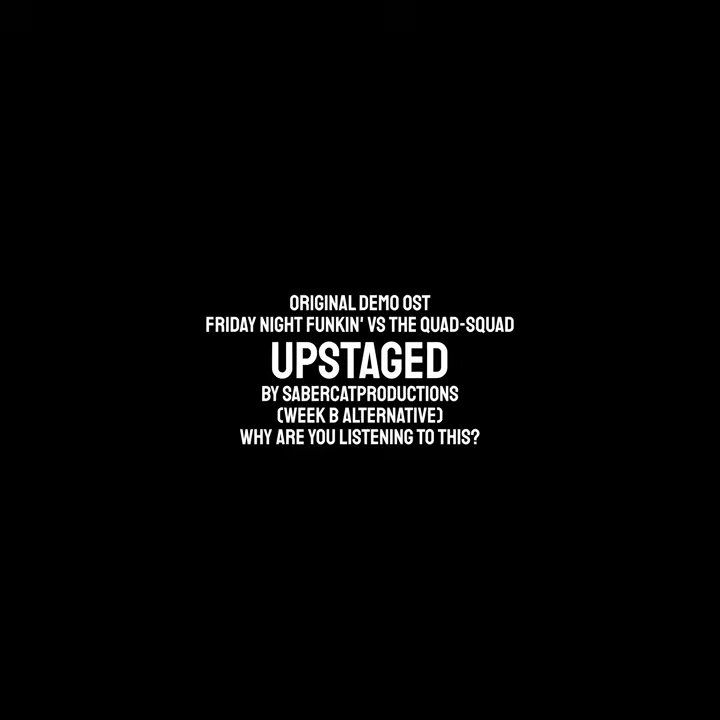 ORIGINAL DEMO OST
FRIDAY NIGHT FUNKIN' VS THE QUAD-SQUAD
UPSTAGED
BY SABERCATPRODUCTIONS
(WEEK B ALTERNATIVE)
WHY ARE YOU LISTENING TO THIS?